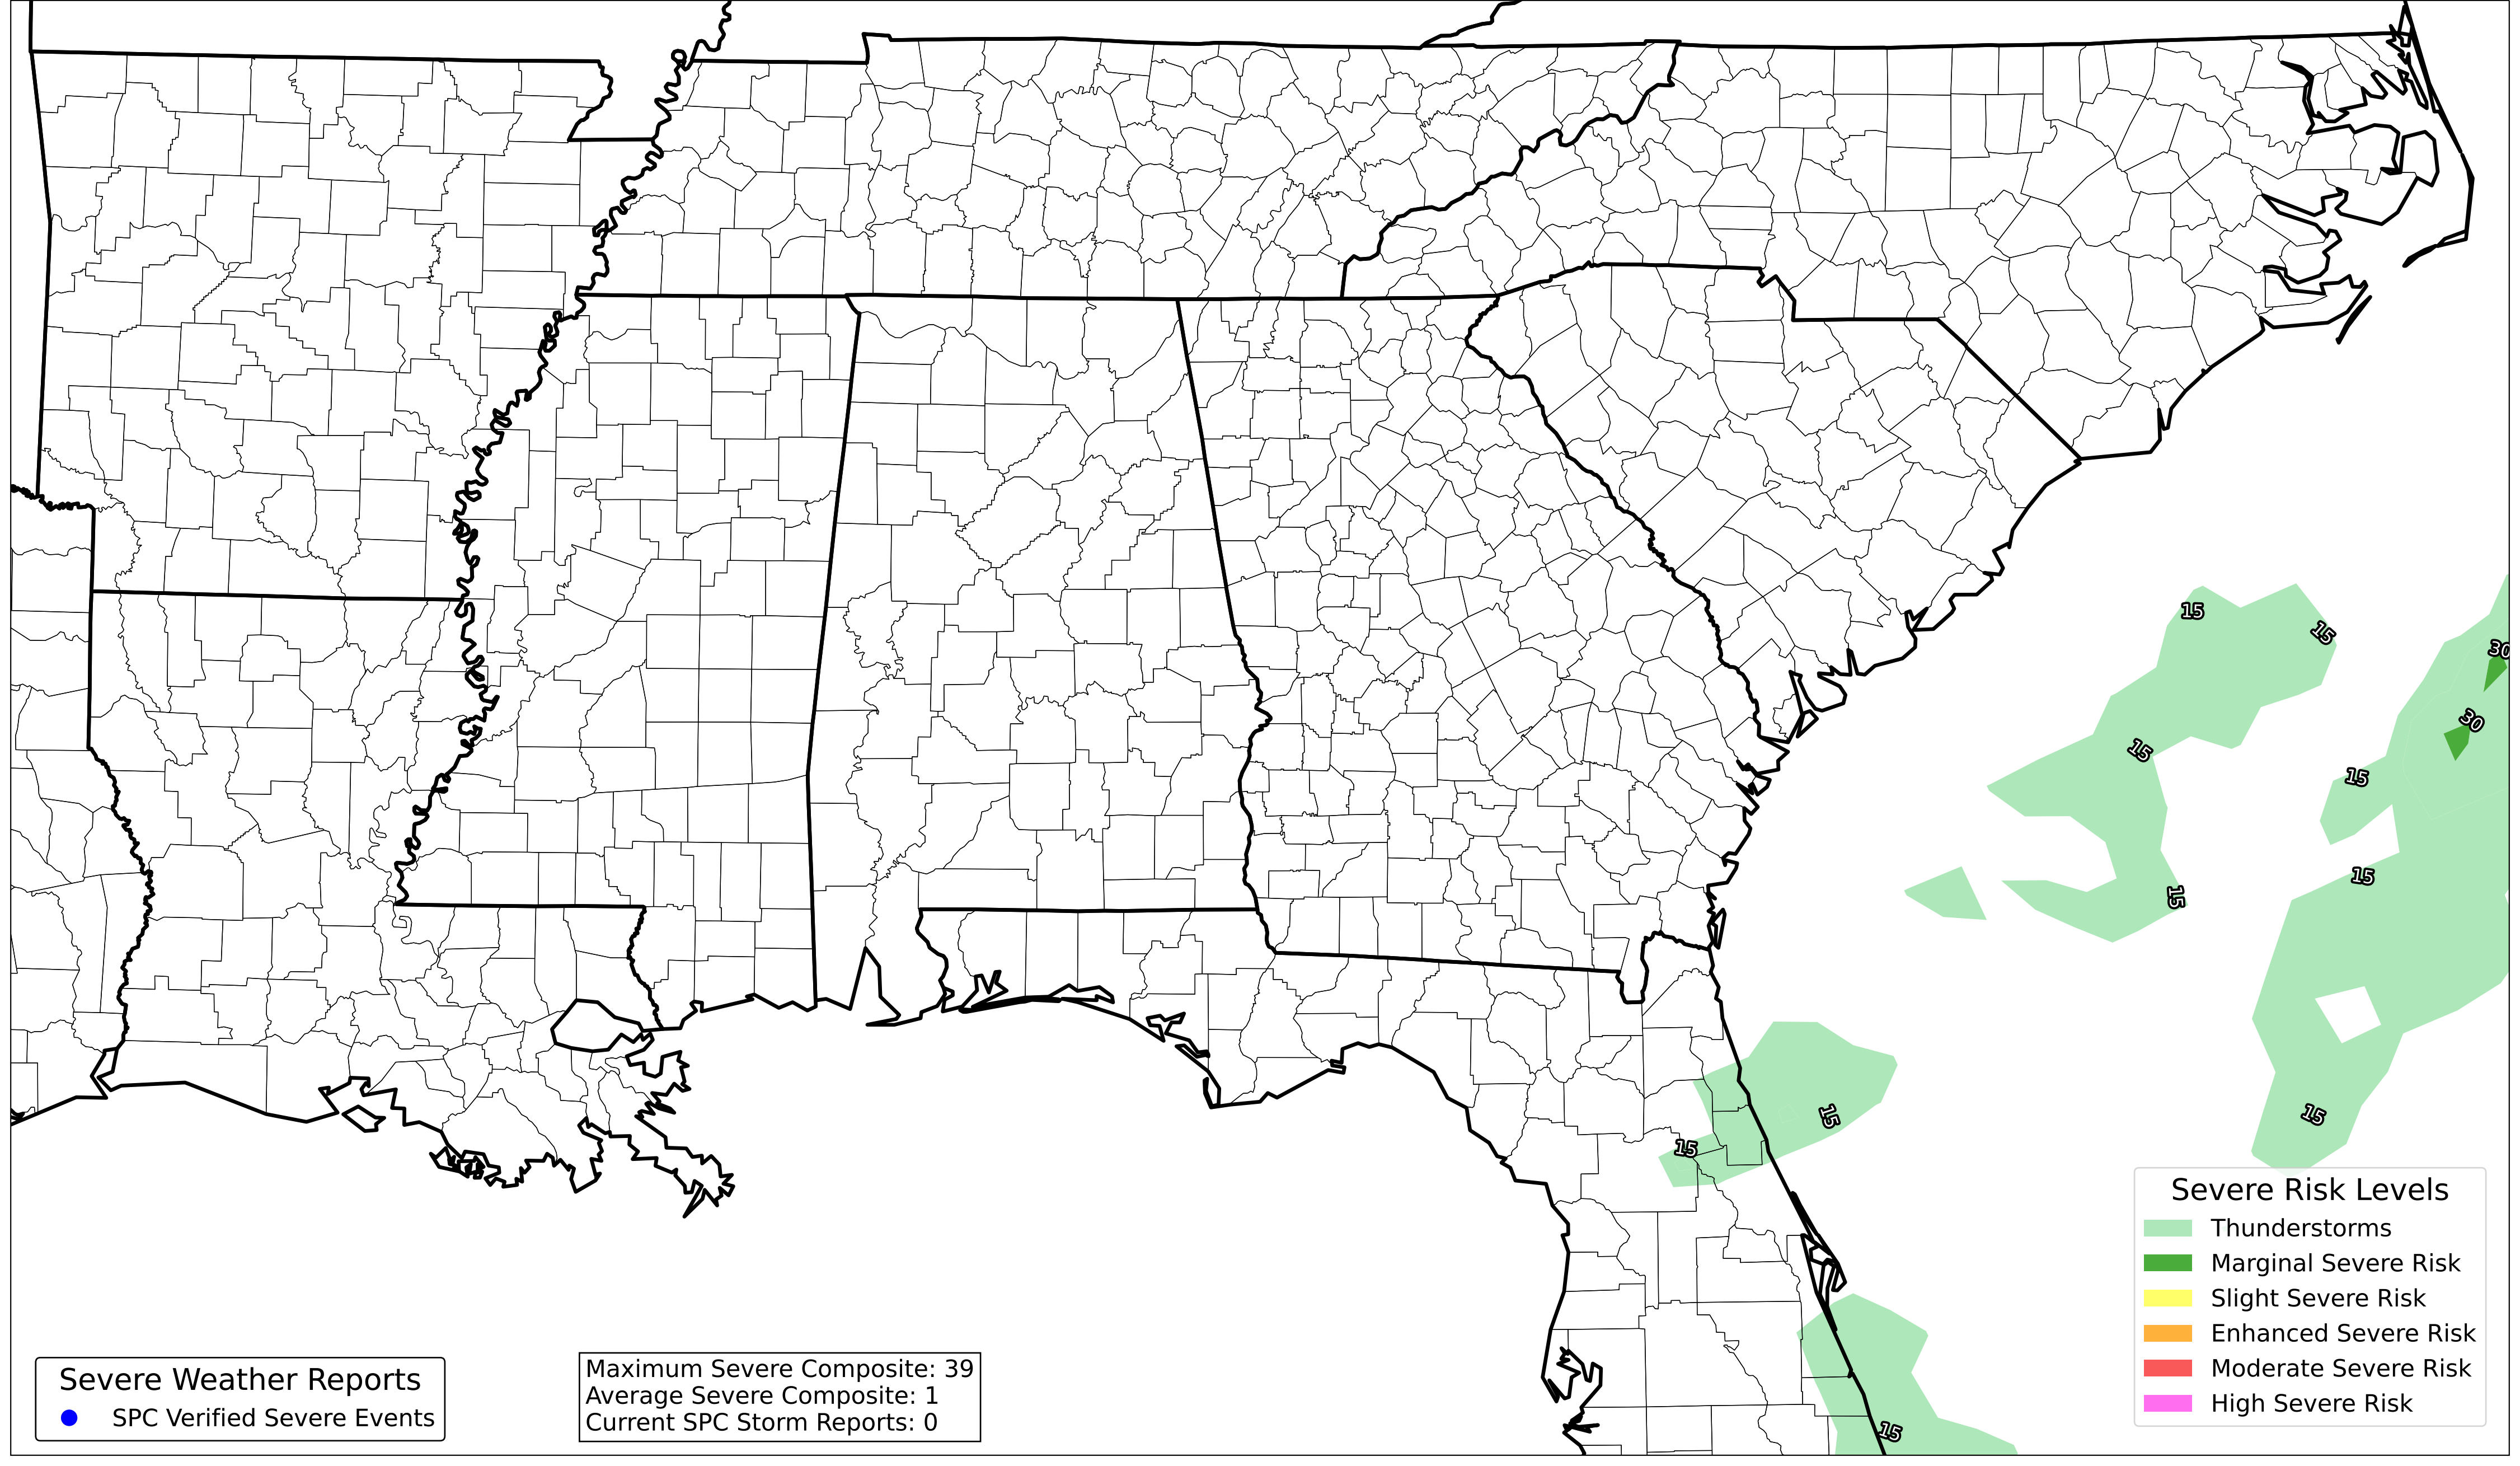 15
15
30
30
15
15
15
15
15
15
15
15
Severe Risk Levels
Thunderstorms
Marginal Severe Risk
Slight Severe Risk
Enhanced Severe Risk
Moderate Severe Risk
High Severe Risk
Severe Weather Reports
SPC Verified Severe Events
Maximum Severe Composite: 39
Average Severe Composite: 1
Current SPC Storm Reports: 0